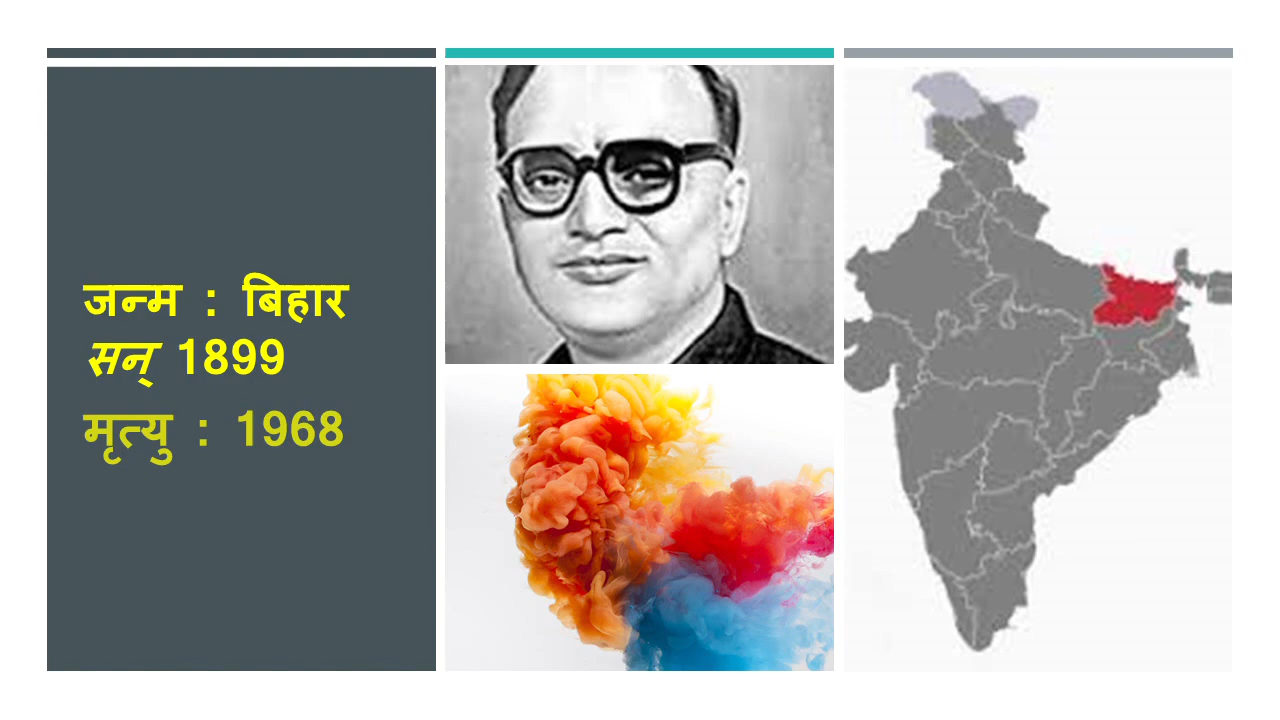 जन्म : बिहार
सन् 1899
मृत्यु : 1968